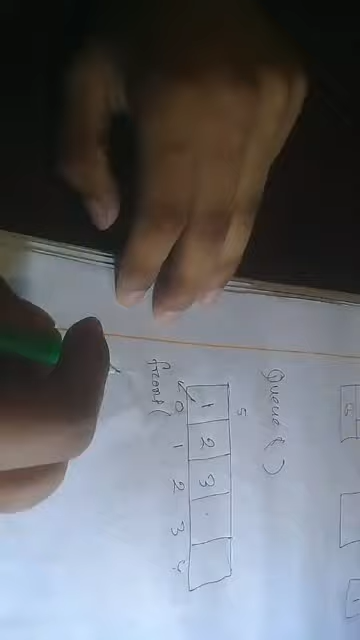 Queue()
5
1 2 3
0 1 2 3 4
front(